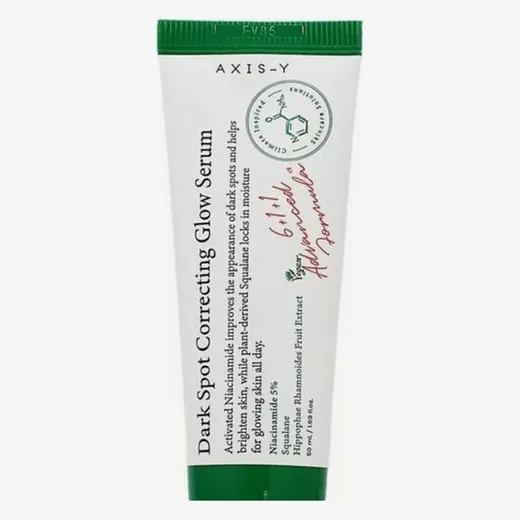 EV85
AXIS-Y
Climate Inspired
Skincare Solutions
O
NH₂
N
6+1+1
Advanced
Formula
Vegan
Dark Spot Correcting Glow Serum
Activated Niacinamide improves the appearance of dark spots and helps
brighten skin, while plant-derived Squalane locks in moisture
for glowing skin all day.
Niacinamide 5%
Squalane
Hippophae Rhamnoides Fruit Extract
50 mL / 1.69 fl.oz.